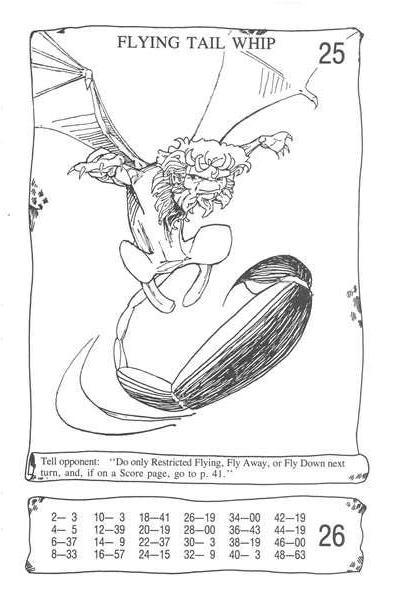 FLYING TAIL WHIP 25
Tell opponent: "Do only Restricted Flying, Fly Away, or Fly Down next
turn, and, if on a Score page, go to p. 41."
2— 3 10— 3 18—41 26—19 34—00 42—19
4— 5 12—39 20—19 28—00 36—43 44—19
6—37 14— 9 22—37 30— 3 38—19 46—00
8—33 16—57 24—15 32— 9 40— 3 48—63
26